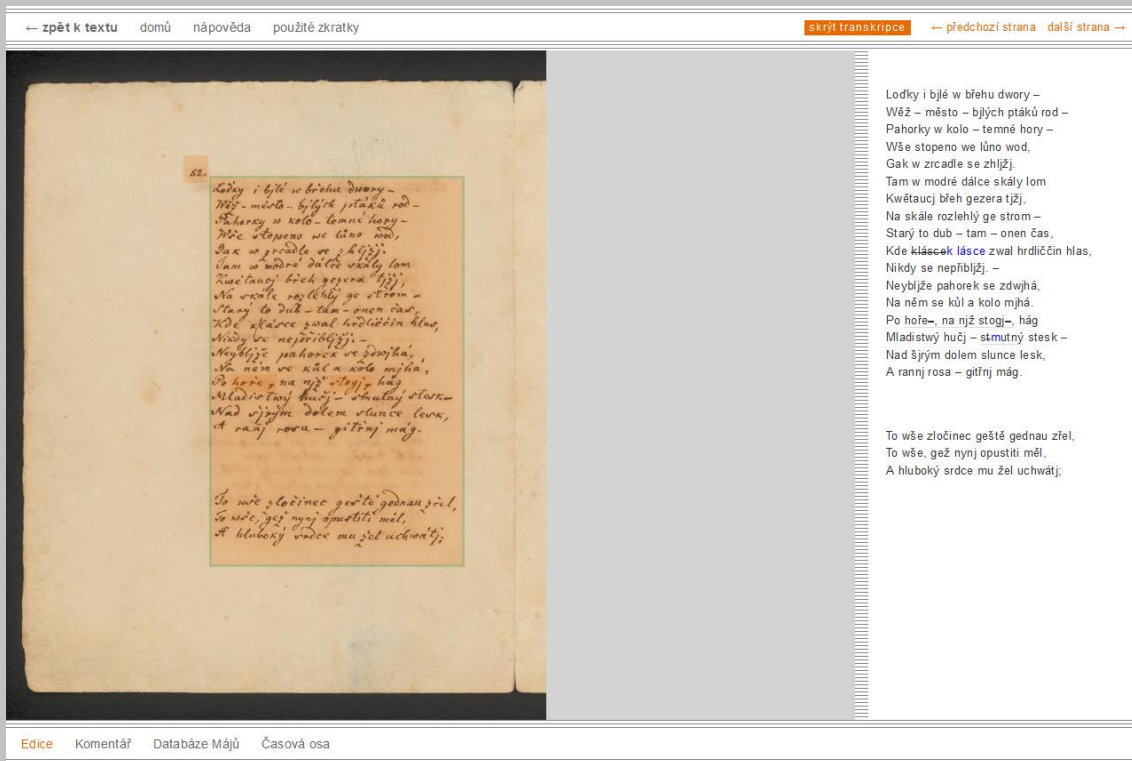 ← zpět k textu domů nápověda použité zkratky skrýt transkripce ← předchozí strana další strana →
52.
Loďky i bjlé w břehu dwory –
Wěž – město – bjlých ptáků rod –
Pahorky w kolo – temné hory –
Wše stopeno we lůno wod,
Gak w zrcadle se zhljžj.
Tam w modré dálce skály lom
Kwětaucj břeh gezera tjžj,
Na skále rozlehlý ge strom –
Starý to dub – tam – onen čas,
Kde k lásce zwal hrdliččin hlas,
Nikdy se nepřibljžj. –
Neybljže pahorek se zdwjhá,
Na něm se kůl a kolo mjhá,
Po hoře, na njž stogj, hág
Mladistwý hučj – smutný stesk –
Nad šjrým dolem slunce lesk,
A rannj rosa – gitřnj mág.
To wše zločinec geště gednau zřel,
To wše, gež nynj opustiti měl,
A hluboký srdce mu žel uchwátj;
Loďky i bjlé w břehu dwory –
Wěž – město – bjlých ptáků rod –
Pahorky w kolo – temné hory –
Wše stopeno we lůno wod,
Gak w zrcadle se zhljžj.
Tam w modré dálce skály lom
Kwětaucj břeh gezera tjžj,
Na skále rozlehlý ge strom –
Starý to dub – tam – onen čas,
Kde kláscek lásce zwal hrdliččin hlas,
Nikdy se nepřibljžj. –
Neybljže pahorek se zdwjhá,
Na něm se kůl a kolo mjhá.
Po hoře–, na njž stogj–, hág
Mladistwý hučj – stmutný stesk –
Nad šjrým dolem slunce lesk,
A rannj rosa – gitřnj mág.
To wše zločinec geště gednau zřel,
To wše, gež nynj opustiti měl,
A hluboký srdce mu žel uchwátj;
Edice Komentář Databáze Májů Časová osa